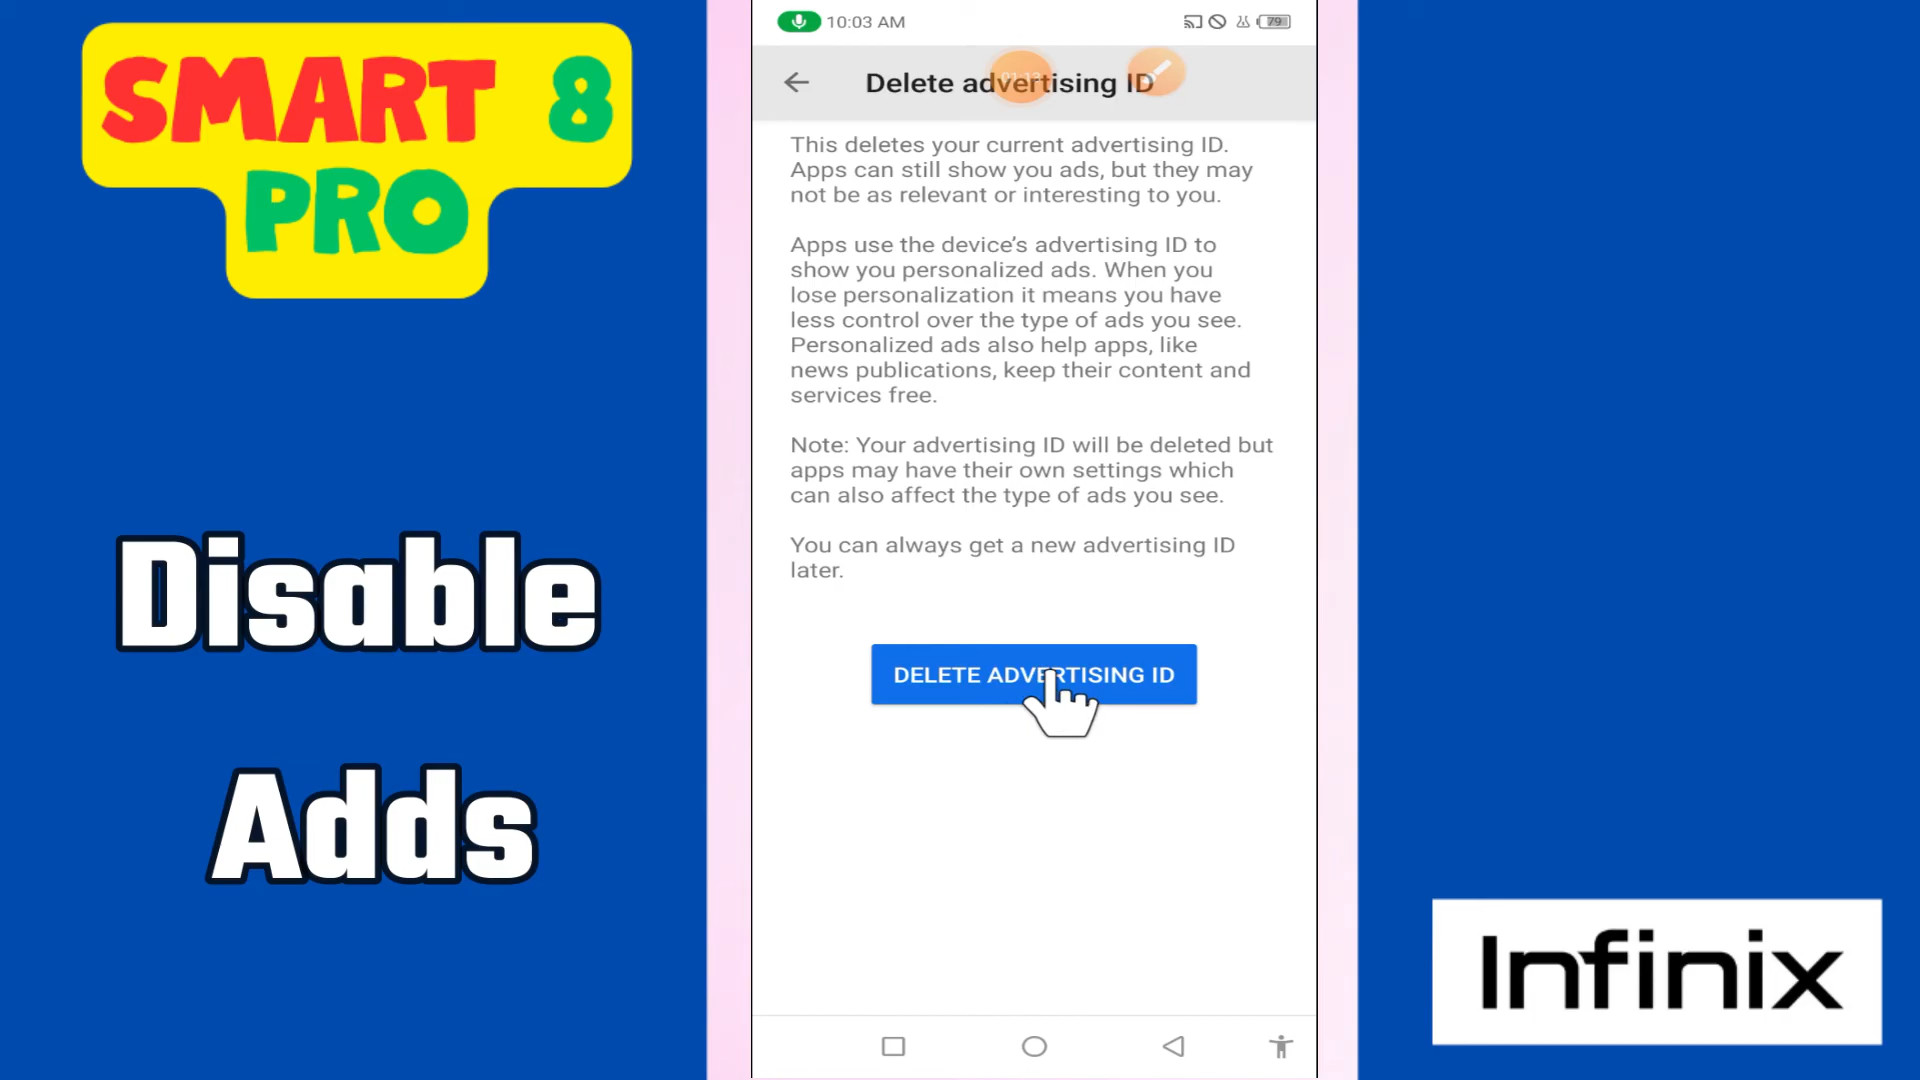 SMART 8
PRO
Disable
Adds
10:03 AM
79
Delete advertising ID
This deletes your current advertising ID.
Apps can still show you ads, but they may
not be as relevant or interesting to you.
Apps use the device's advertising ID to
show you personalized ads. When you
lose personalization it means you have
less control over the type of ads you see.
Personalized ads also help apps, like
news publications, keep their content and
services free.
Note: Your advertising ID will be deleted but
apps may have their own settings which
can also affect the type of ads you see.
You can always get a new advertising ID
later.
DELETE ADVERTISING ID
Infinix